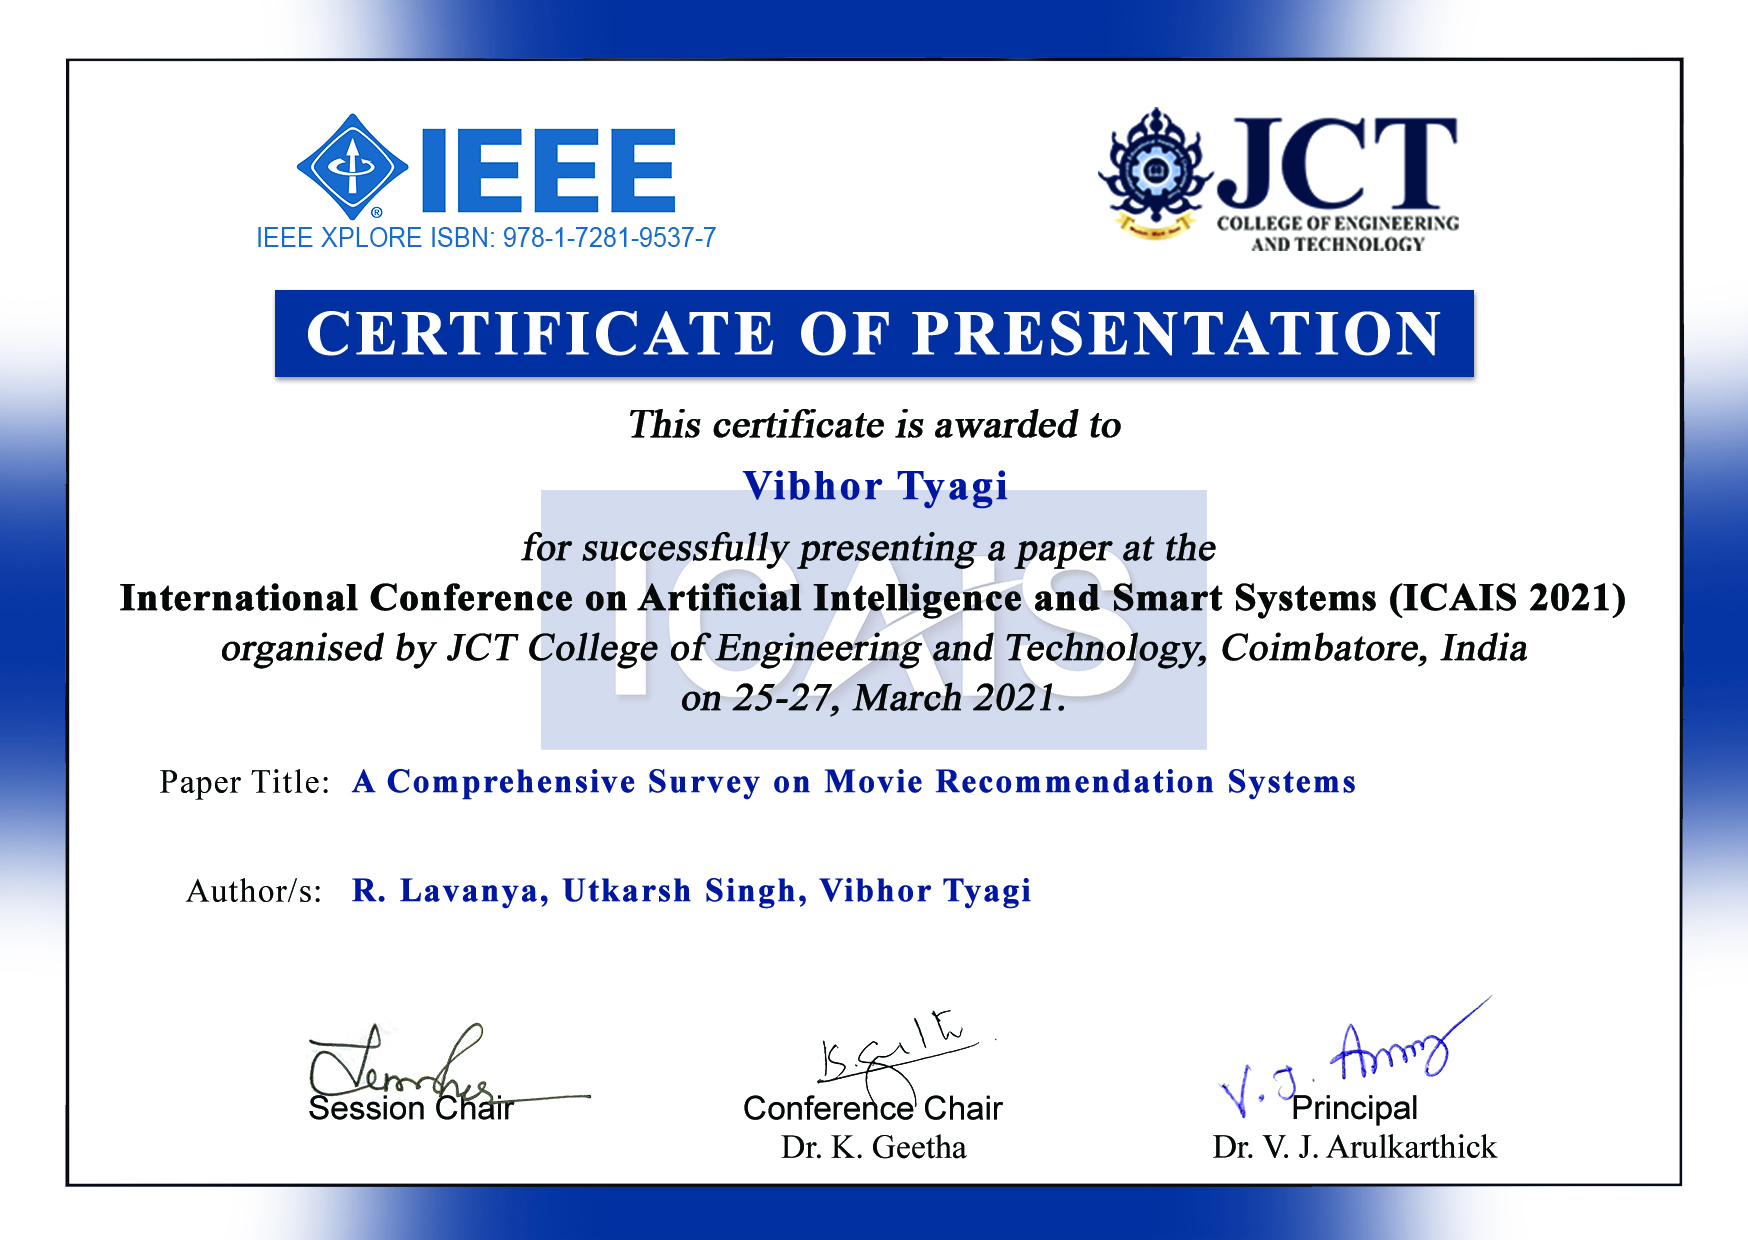 IEEE
®
IEEE XPLORE ISBN: 978-1-7281-9537-7
JCT
COLLEGE OF ENGINEERING
AND TECHNOLOGY
CERTIFICATE OF PRESENTATION
This certificate is awarded to
Vibhor Tyagi
for successfully presenting a paper at the
International Conference on Artificial Intelligence and Smart Systems (ICAIS 2021)
organised by JCT College of Engineering and Technology, Coimbatore, India
on 25-27, March 2021.
ICAIS
Paper Title: A Comprehensive Survey on Movie Recommendation Systems
Author/s: R. Lavanya, Utkarsh Singh, Vibhor Tyagi
Session Chair
Conference Chair
Dr. K. Geetha
V. J.
Principal
Dr. V. J. Arulkarthick